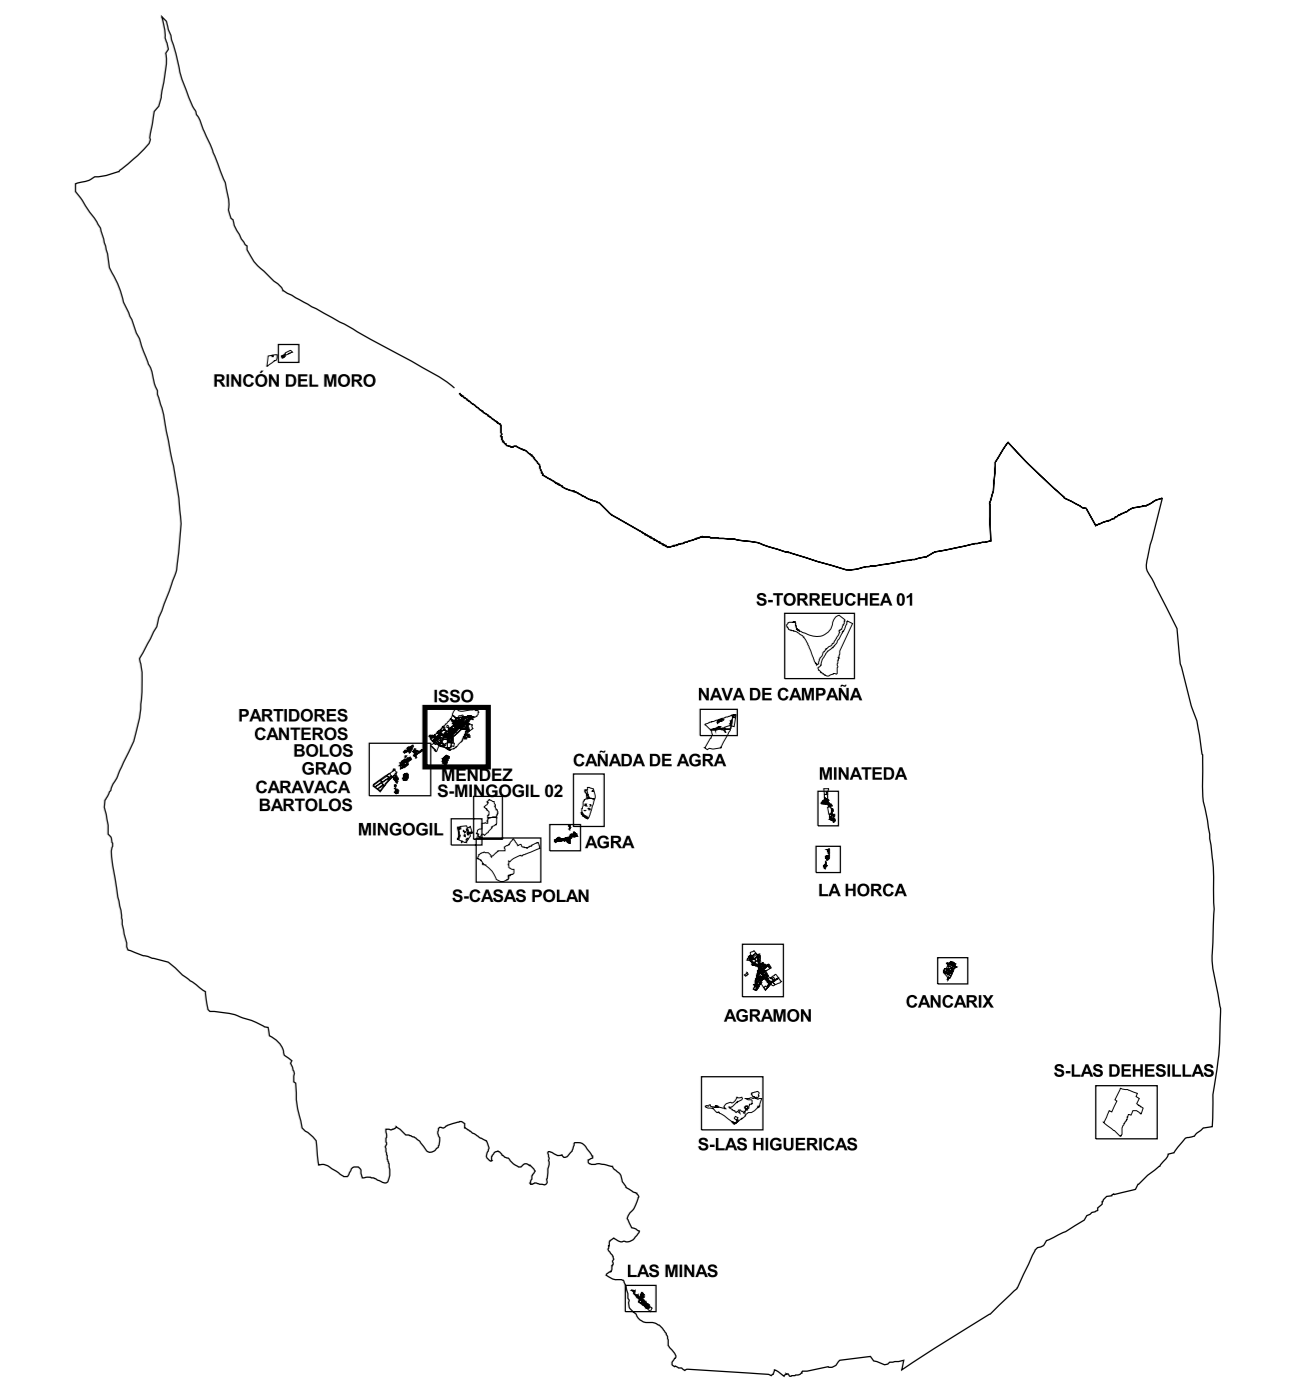 RINCÓN DEL MORO
S-TORREUCHEA 01
NAVA DE CAMPAÑA
ISSO
PARTIDORES
CANTEROS
BOLOS
GRAO
CARAVACA
BARTOLOS
CAÑADA DE AGRA
MENDEZ
S-MINGOGIL 02
MINATEDA
MINGOGIL
AGRA
S-CASAS POLAN
LA HORCA
AGRAMON
CANCARIX
S-LAS DEHESILLAS
S-LAS HIGUERICAS
LAS MINAS